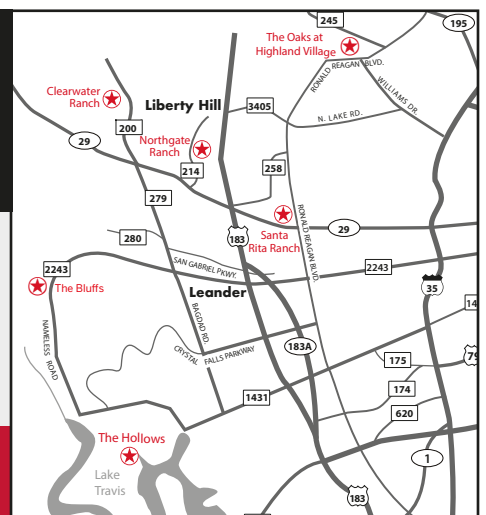 245
195
The Oaks at
Highland Village
RONALD REAGAN BLVD.
WILLIAMS DR.
Clearwater
Ranch
Liberty Hill
3405
N. LAKE RD.
200
29
Northgate
Ranch
214
258
279
RONALD REAGAN BLVD.
Santa
Rita Ranch
29
280
183
2243
SAN GABRIEL PKWY.
2243
The Bluffs
Leander
35
BAGDAD RD.
NAMELESS ROAD
CRYSTAL FALLS PARKWAY
183A
175
174
1431
620
The Hollows
1
Lake
Travis
183